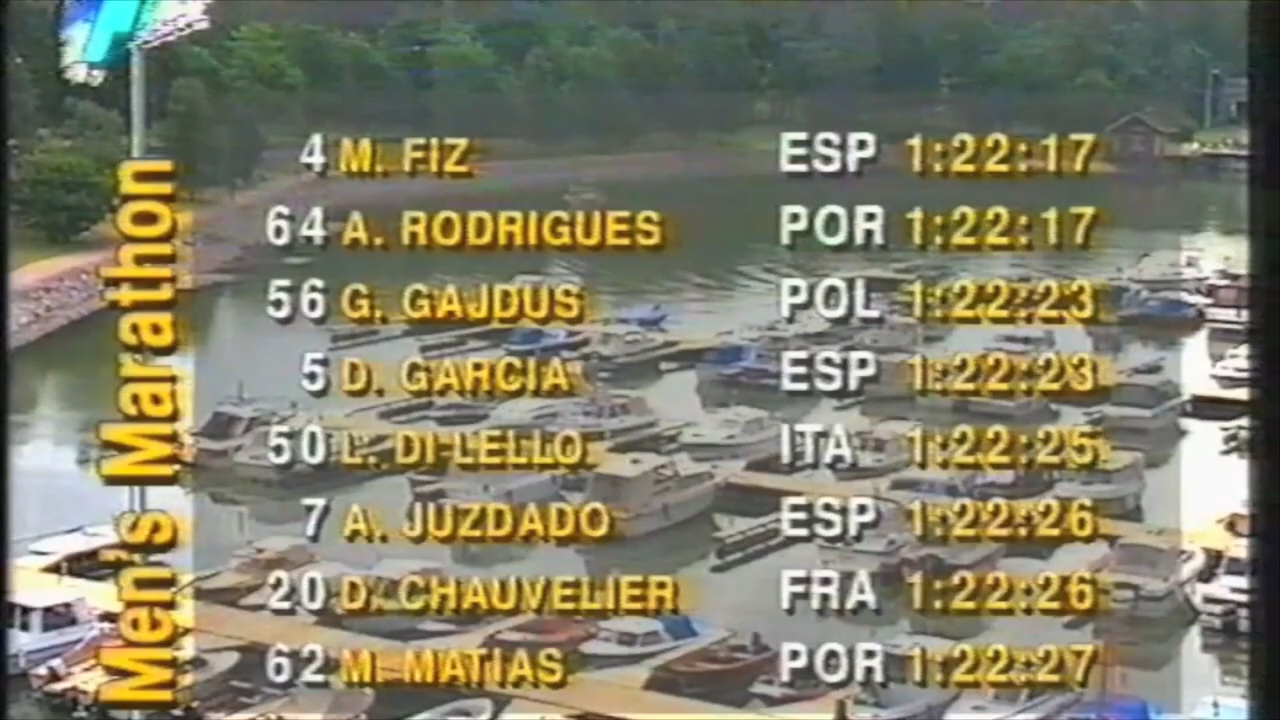 Men's Marathon
4 M. FIZ ESP 1:22:17
64 A. RODRIGUES POR 1:22:17
56 G. GAJDUS POL 1:22:23
5 D. GARCIA ESP 1:22:23
50 L. DI-LELLO ITA 1:22:25
7 A. JUZDADO ESP 1:22:26
20 D. CHAUVELIER FRA 1:22:26
62 M. MATIAS POR 1:22:27